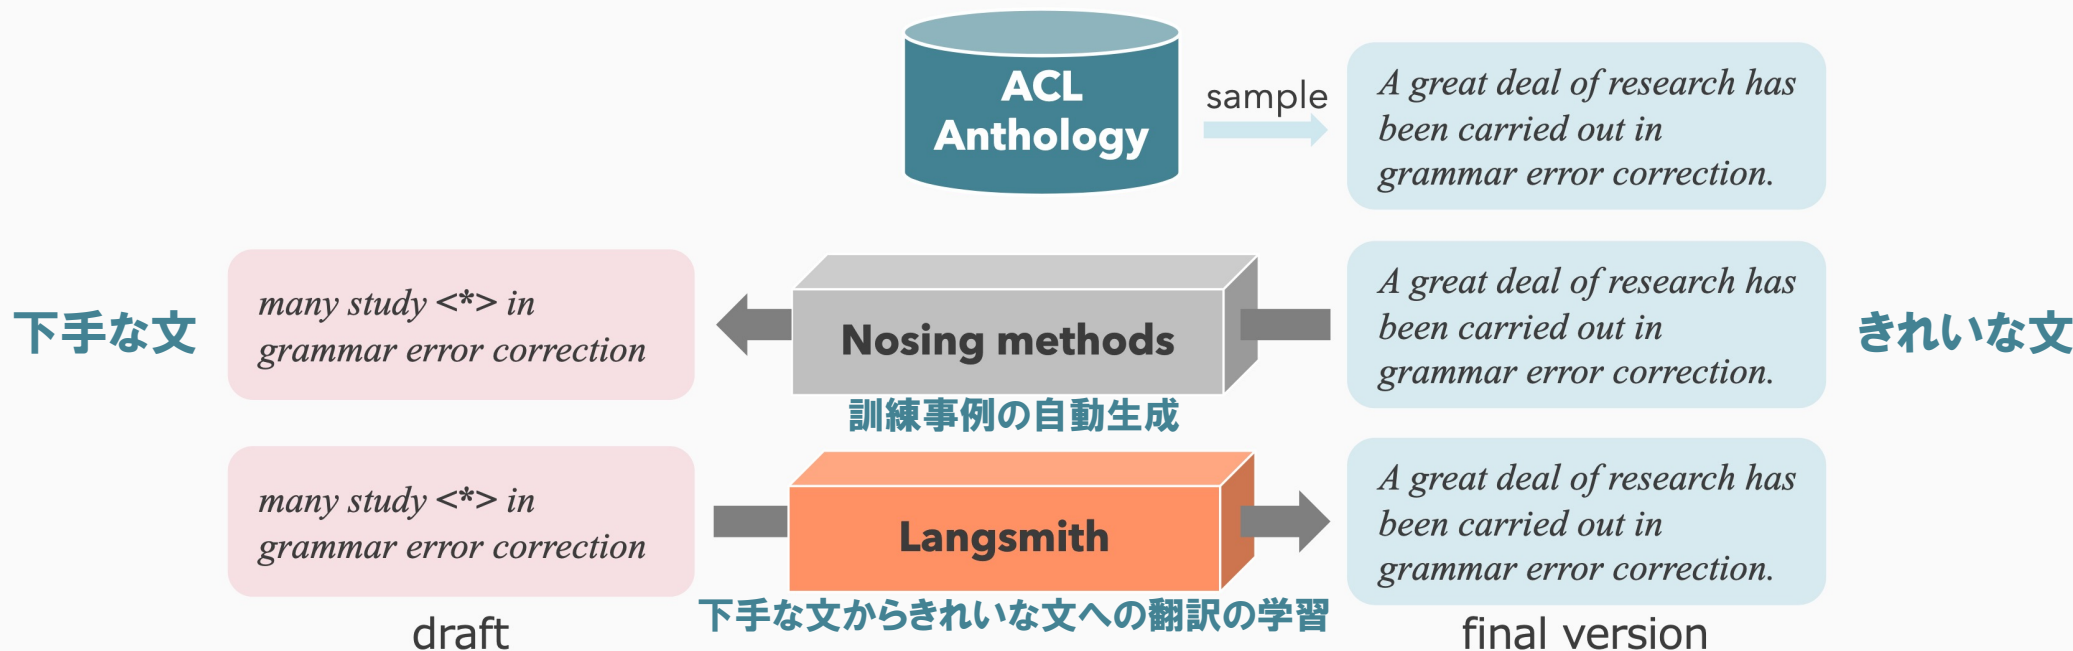 ACL
Anthology
sample
A great deal of research has
been carried out in
grammar error correction.
下手な文
many study <*> in
grammar error correction
Nosing methods
訓練事例の自動生成
A great deal of research has
been carried out in
grammar error correction.
きれいな文
many study <*> in
grammar error correction
draft
Langsmith
下手な文からきれいな文への翻訳の学習
A great deal of research has
been carried out in
grammar error correction.
final version